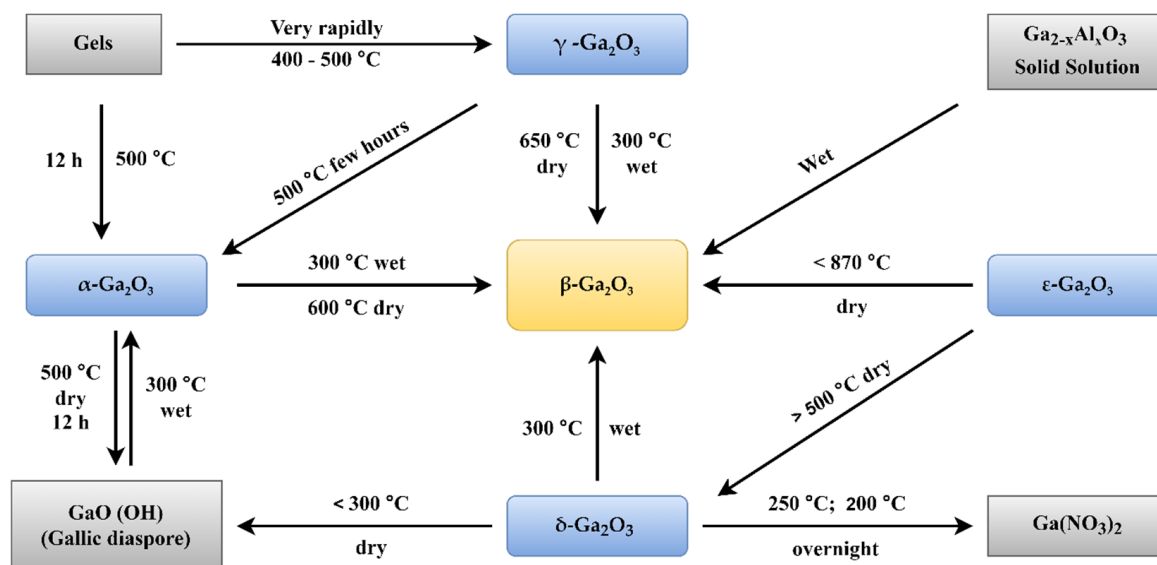 Gels
Very rapidly
400 - 500 °C
γ -Ga₂O₃
Ga₂₋ₓAlₓO₃
Solid Solution
12 h
500 °C
500 °C few hours
650 °C
dry
300 °C
wet
Wet
α-Ga₂O₃
300 °C wet
600 °C dry
β-Ga₂O₃
< 870 °C
dry
ε-Ga₂O₃
500 °C
dry
12 h
300 °C
wet
300 °C
wet
> 500 °C dry
GaO (OH)
(Gallic diaspore)
< 300 °C
dry
δ-Ga₂O₃
250 °C; 200 °C
overnight
Ga(NO₃)₂